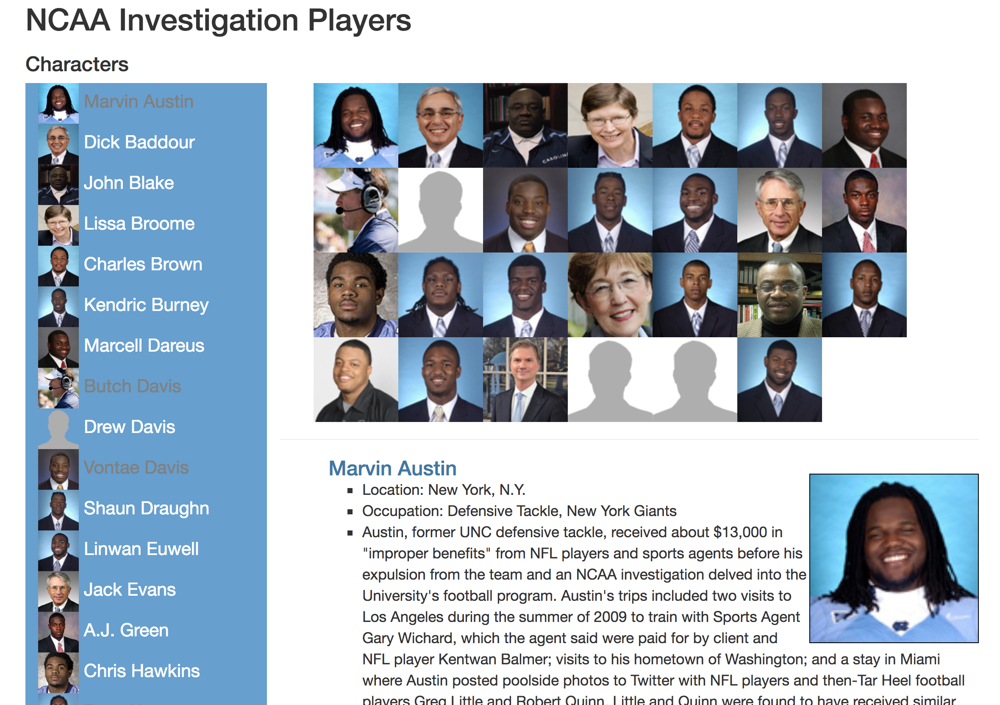 NCAA Investigation Players
Characters
Marvin Austin
Dick Baddour
John Blake
Lissa Broome
Charles Brown
Kendric Burney
Marcell Dareus
Butch Davis
Drew Davis
Vontae Davis
Shaun Draughn
Linwan Euwell
Jack Evans
A.J. Green
Chris Hawkins
CAROLINA
Marvin Austin
Location: New York, N.Y.
Occupation: Defensive Tackle, New York Giants
Austin, former UNC defensive tackle, received about $13,000 in
"improper benefits" from NFL players and sports agents before his
expulsion from the team and an NCAA investigation delved into the
University's football program. Austin's trips included two visits to
Los Angeles during the summer of 2009 to train with Sports Agent
Gary Wichard, which the agent said were paid for by client and
NFL player Kentwan Balmer; visits to his hometown of Washington; and a stay in Miami
where Austin posted poolside photos to Twitter with NFL players and then-Tar Heel football
players Greg Little and Robert Quinn. Little and Quinn were found to have received similar